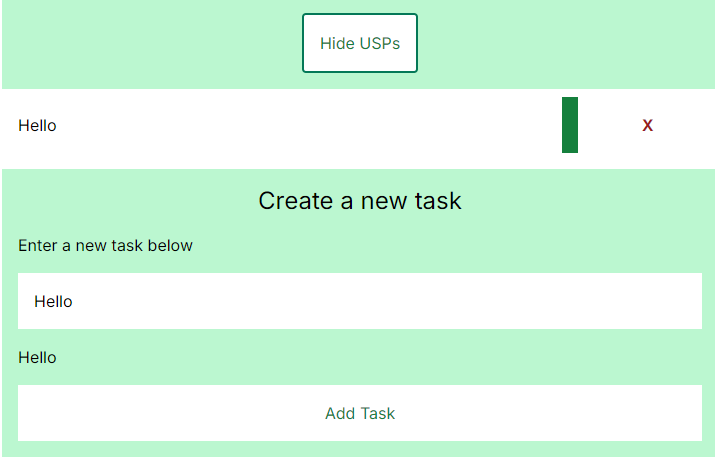 Hide USPs
Hello X
Create a new task
Enter a new task below
Hello
Hello
Add Task